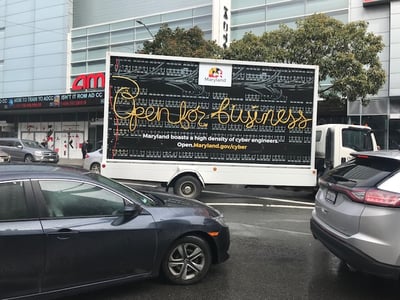 amc
Maryland
Open for business
Maryland boasts a high density of cyber engineers.
Open.Maryland.gov/cyber